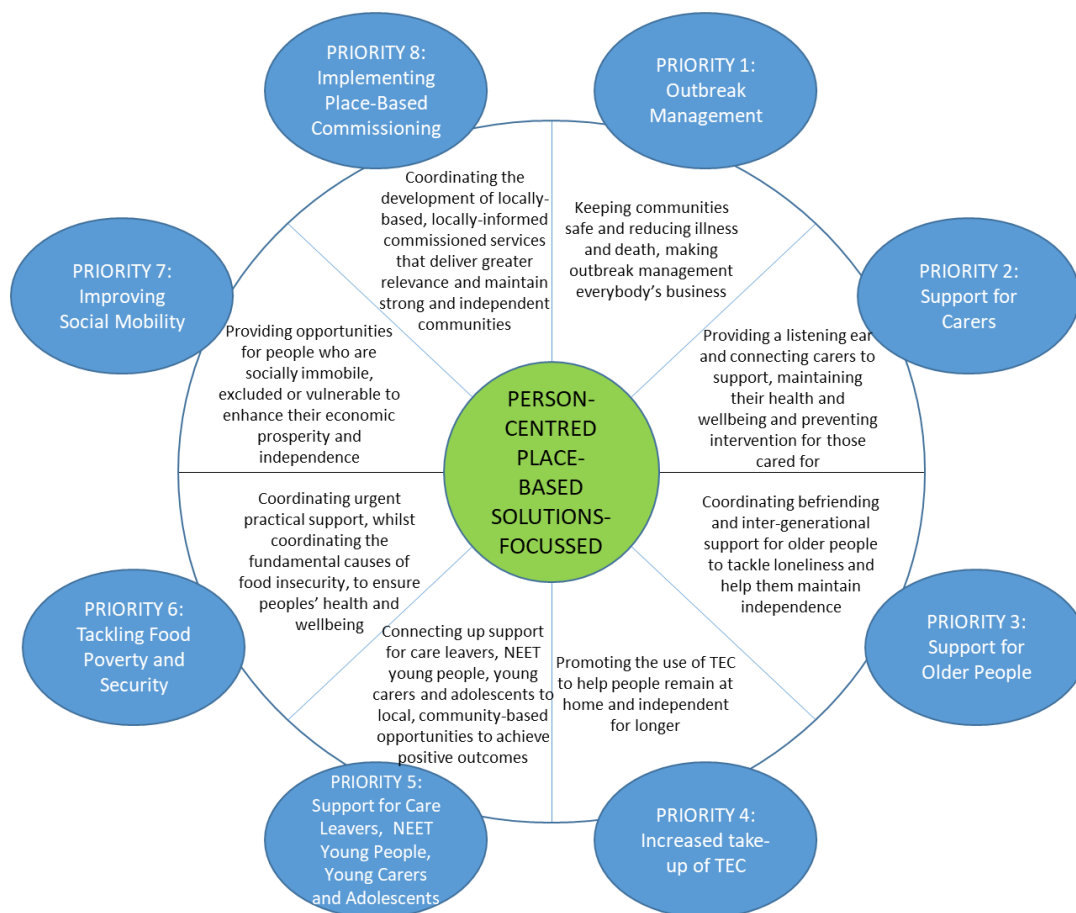 PRIORITY 8:
Implementing
Place-Based
Commissioning
PRIORITY 1:
Outbreak
Management
Coordinating the
development of locally-
based, locally-informed
commissioned services
that deliver greater
relevance and maintain
strong and independent
communities
Keeping communities
safe and reducing illness
and death, making
outbreak management
everybody's business
PRIORITY 7:
Improving
Social Mobility
PRIORITY 2:
Support for
Carers
Providing opportunities
for people who are
socially immobile,
excluded or vulnerable to
enhance their economic
prosperity and
independence
Providing a listening ear
and connecting carers to
support, maintaining
their health and
wellbeing and preventing
intervention for those
cared for
PERSON-
CENTRED
PLACE-
BASED
SOLUTIONS-
FOCUSSED
Coordinating urgent
practical support, whilst
coordinating the
fundamental causes of
food insecurity, to ensure
peoples' health and
wellbeing
Coordinating befriending
and inter-generational
support for older people
to tackle loneliness and
help them maintain
independence
PRIORITY 6:
Tackling Food
Poverty and
Security
PRIORITY 3:
Support for
Older People
Connecting up support
for care leavers, NEET
young people, young
carers and adolescents to
local, community-based
opportunities to achieve
positive outcomes
Promoting the use of TEC
to help people remain at
home and independent
for longer
PRIORITY 5:
Support for Care
Leavers, NEET
Young People,
Young Carers
and Adolescents
PRIORITY 4:
Increased take-
up of TEC